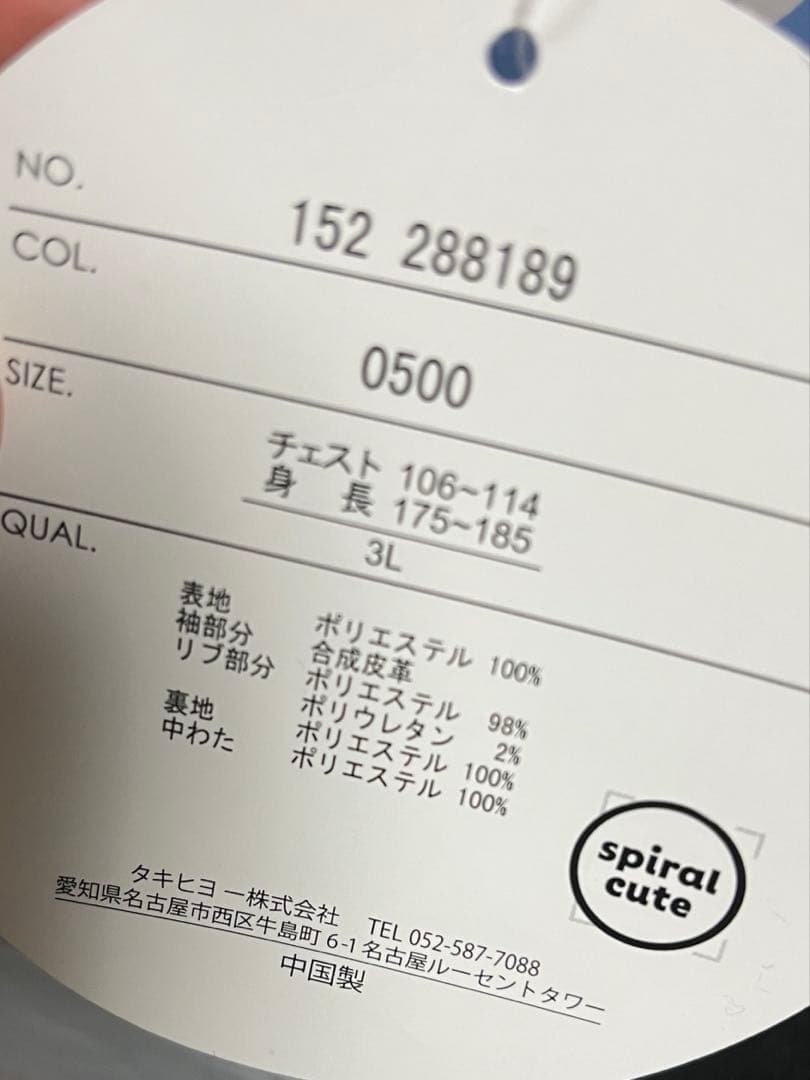 NO.
152 288189
COL.
0500
SIZE.
チェスト 106~114
身 長 175~185
3L
QUAL.
表地 ポリエステル 100%
袖部分 合成皮革
リブ部分 ポリエステル 98%
ポリウレタン 2%
裏地 ポリエステル 100%
中わた ポリエステル 100%
spiral
cute
タキヒヨー株式会社 TEL 052-587-7088
愛知県名古屋市西区牛島町 6-1 名古屋ルーセントタワー
中国製